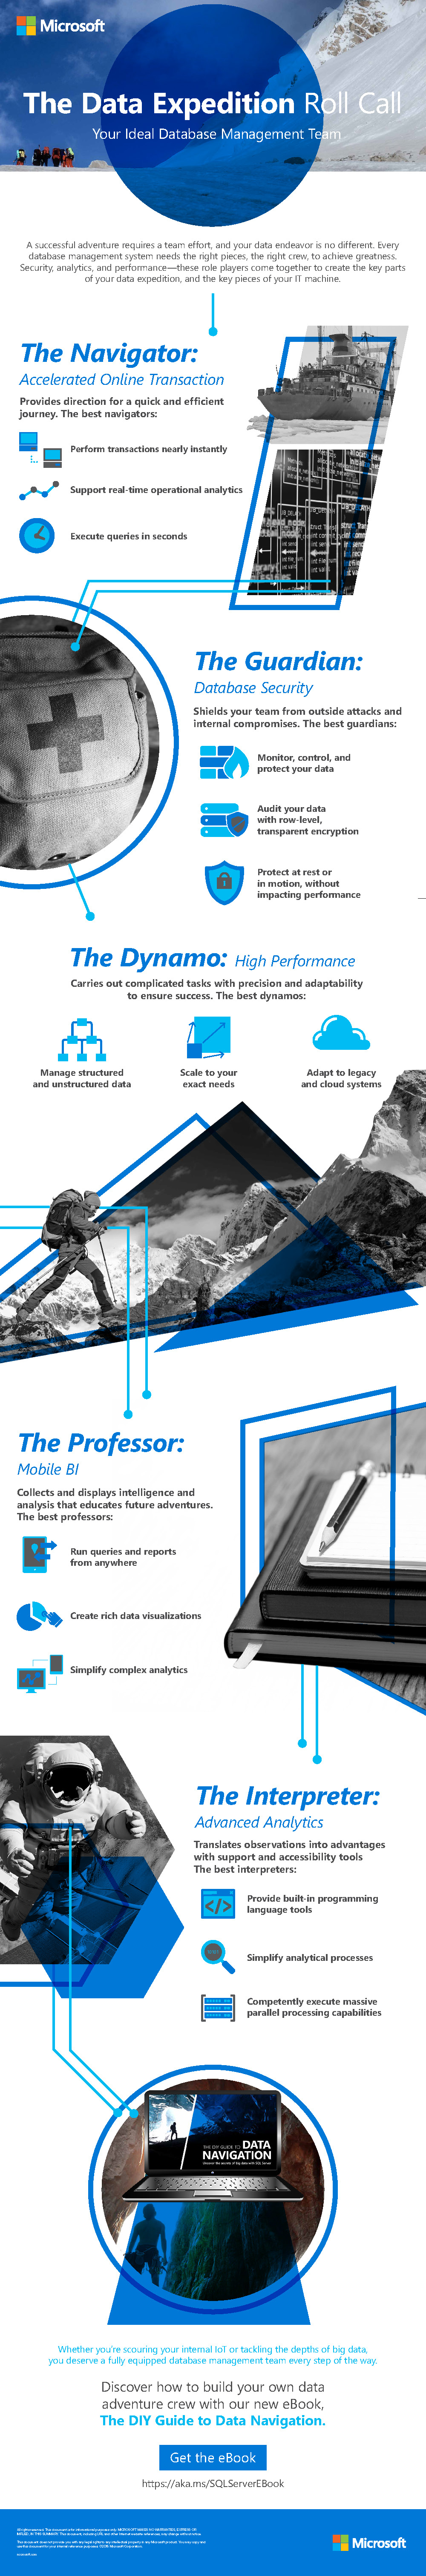 Microsoft
The Data Expedition Roll Call
Your Ideal Database Management Team
A successful adventure requires a team effort, and your data endeavor is no different. Every
database management system needs the right pieces, the right crew, to achieve greatness.
Security, analytics, and performance—these role players come together to create the key parts
of your data expedition, and the key pieces of your IT machine.
The Navigator:
Accelerated Online Transaction
Provides direction for a quick and efficient
journey. The best navigators:
Perform transactions nearly instantly
Support real-time operational analytics
Execute queries in seconds
The Guardian:
Database Security
Shields your team from outside attacks and
internal compromises. The best guardians:
Monitor, control, and
protect your data
Audit your data
with row-level,
transparent encryption
Protect at rest or
in motion, without
impacting performance
The Dynamo: High Performance
Carries out complicated tasks with precision and adaptability
to ensure success. The best dynamos:
Manage structured
and unstructured data
Scale to your
exact needs
Adapt to legacy
and cloud systems
The Professor:
Mobile BI
Collects and displays intelligence and
analysis that educates future adventures.
The best professors:
Run queries and reports
from anywhere
Create rich data visualizations
Simplify complex analytics
The Interpreter:
Advanced Analytics
Translates observations into advantages
with support and accessibility tools
The best interpreters:
Provide built-in programming
language tools
Simplify analytical processes
Competently execute massive
parallel processing capabilities
THE DIY GUIDE TO DATA
NAVIGATION
Whether you're scouring your internal IoT or tackling the depths of big data,
you deserve a fully equipped database management team every step of the way.
Discover how to build your own data
adventure crew with our new eBook,
The DIY Guide to Data Navigation.
Get the eBook
https://aka.ms/SQLServerEBook
Microsoft